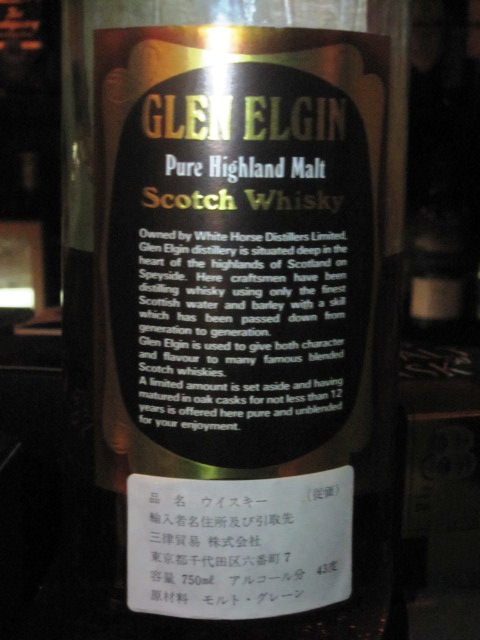 GLEN ELGIN
Pure Highland Malt
Scotch Whisky
Owned by White Horse Distillers Limited.
Glen Elgin distillery is situated deep in the
heart of the highlands of Scotland on
Speyside. Here craftsmen have been
distilling whisky using only the finest
Scottish water and barley with a skill
which has been passed down from
generation to generation.
Glen Elgin is used to give both character
and flavour to many famous blended
Scotch whiskies.
A limited amount is set aside and having
matured in oak casks for not less than 12
years is offered here pure and unblended
for your enjoyment.
品 名 ウイスキー (従価)
輸入者名住所及び引取先
三津貿易 株式会社
東京都千代田区六番町7
容量 750ml アルコール分 43度
原材料 モルト・グレーン